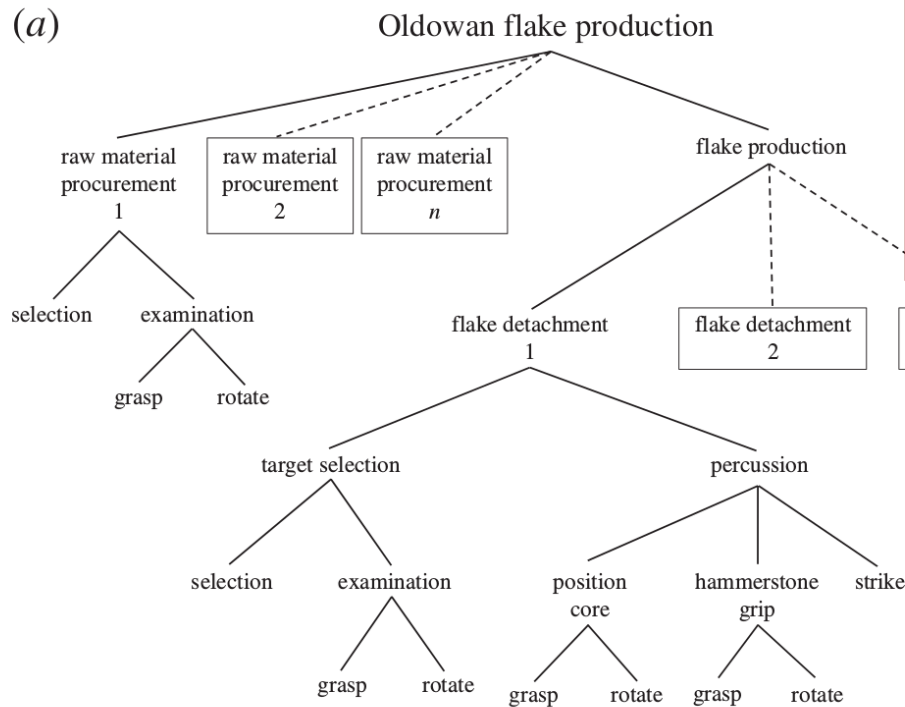 (a)
Oldowan flake production
raw material
procurement
1
raw material
procurement
2
raw material
procurement
n
flake production
selection
examination
grasp
rotate
flake detachment
1
flake detachment
2
target selection
percussion
selection
examination
position
core
hammerstone
grip
strike
grasp
rotate
grasp
rotate
grasp
rotate